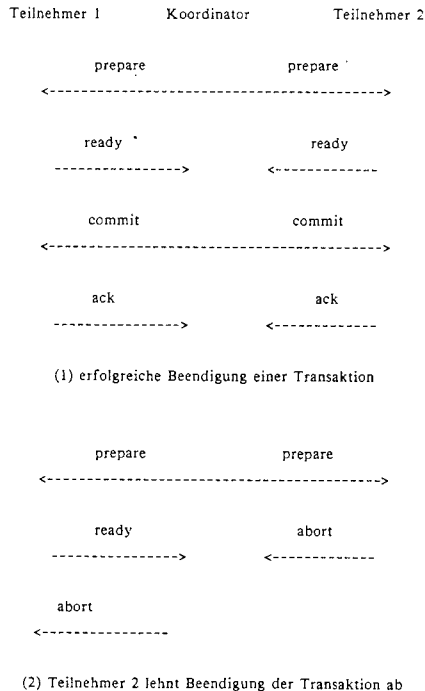 Teilnehmer 1 Koordinator Teilnehmer 2
prepare prepare
<----------------------------------------->
ready ready
----------------> <-------------
commit commit
<----------------------------------------->
ack ack
----------------> <-------------
(1) erfolgreiche Beendigung einer Transaktion
prepare prepare
<----------------------------------------->
ready abort
----------------> <-------------
abort
<----------------
(2) Teilnehmer 2 lehnt Beendigung der Transaktion ab